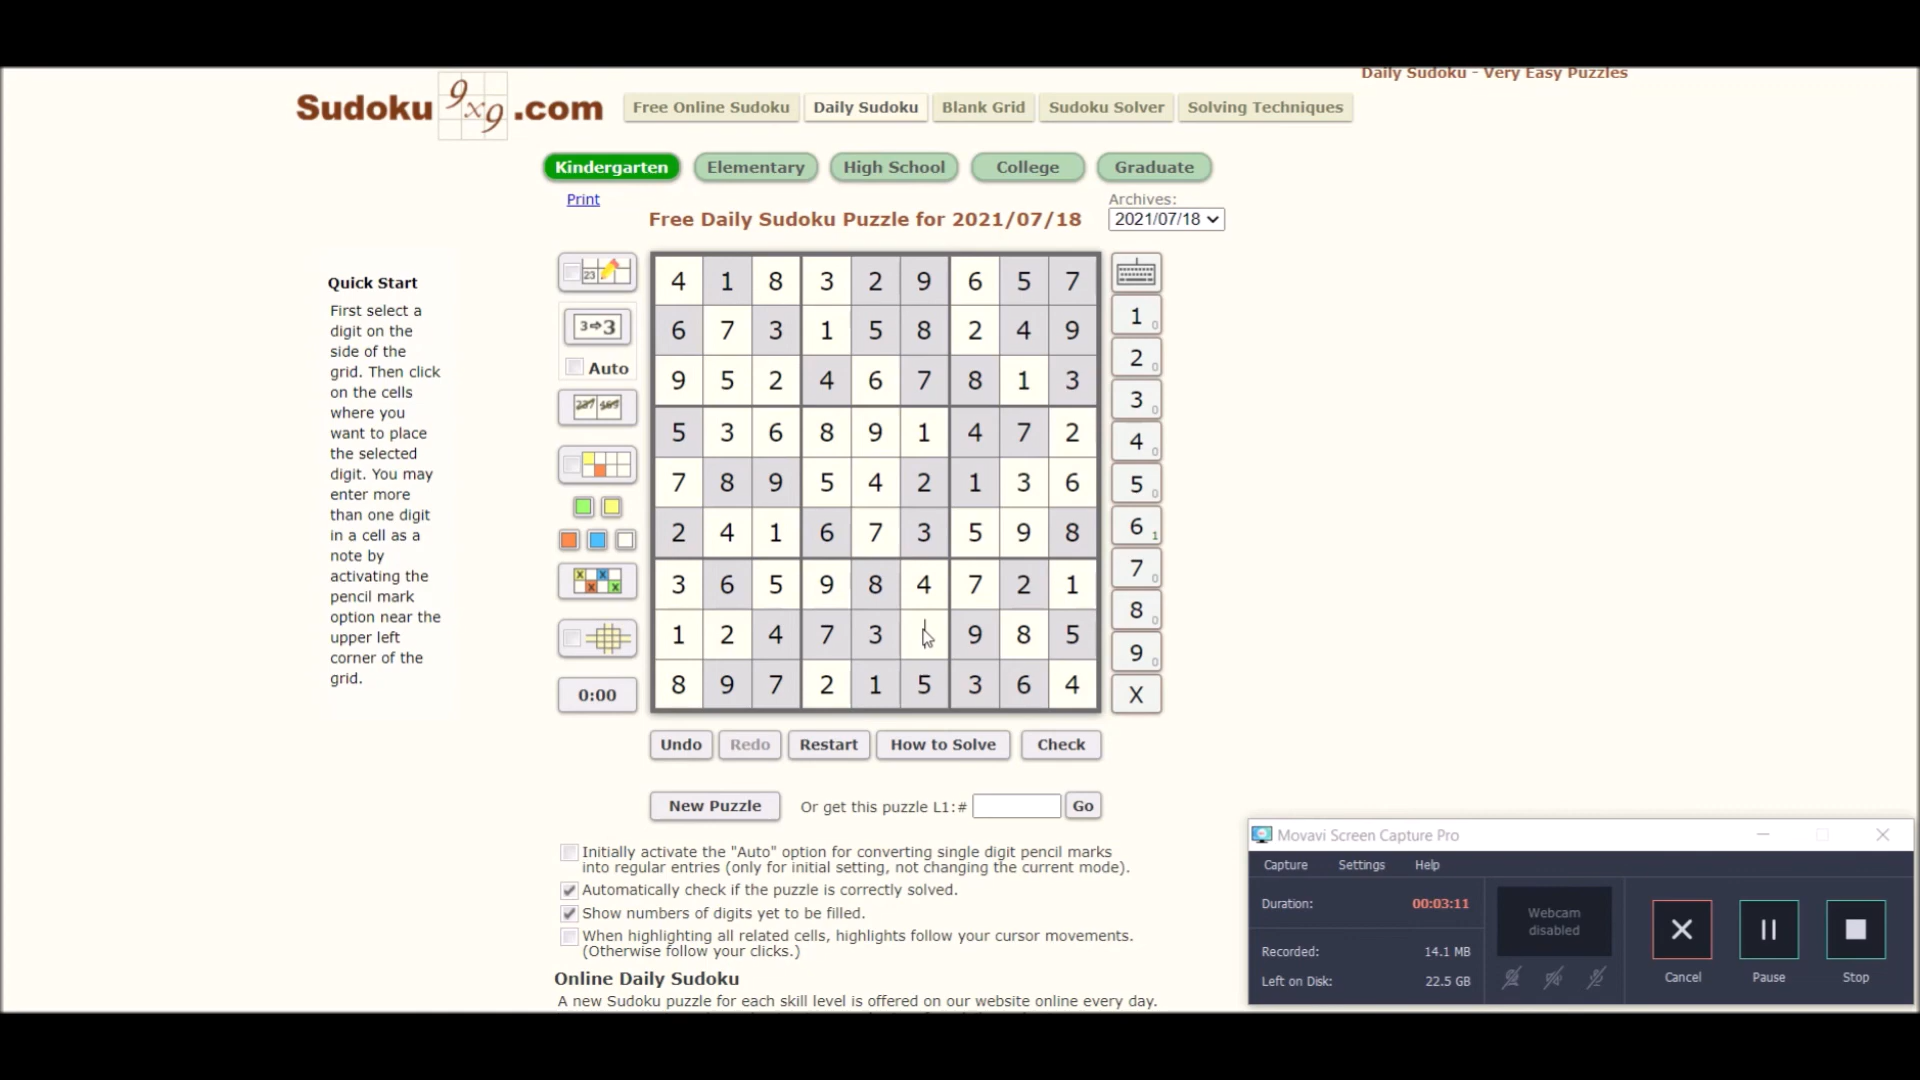 Daily Sudoku - Very Easy Puzzles
Sudoku 9x9 .com
Free Online Sudoku Daily Sudoku Blank Grid Sudoku Solver Solving Techniques
Kindergarten Elementary High School College Graduate
Print
Archives:
Free Daily Sudoku Puzzle for 2021/07/18
2021/07/18
Quick Start
First select a
digit on the
side of the
grid. Then click
on the cells
where you
want to place
the selected
digit. You may
enter more
than one digit
in a cell as a
note by
activating the
pencil mark
option near the
upper left
corner of the
grid.
23
3⇨3
Auto
0:00
4 1 8 3 2 9 6 5 7
6 7 3 1 5 8 2 4 9
9 5 2 4 6 7 8 1 3
5 3 6 8 9 1 4 7 2
7 8 9 5 4 2 1 3 6
2 4 1 6 7 3 5 9 8
3 6 5 9 8 4 7 2 1
1 2 4 7 3 9 8 5
8 9 7 2 1 5 3 6 4
1 0
2 0
3 0
4 0
5 0
6 1
7 0
8 0
9 0
X
Undo Redo Restart How to Solve Check
New Puzzle Or get this puzzle L1:# Go
Initially activate the "Auto" option for converting single digit pencil marks
into regular entries (only for initial setting, not changing the current mode).
Automatically check if the puzzle is correctly solved.
Show numbers of digits yet to be filled.
When highlighting all related cells, highlights follow your cursor movements.
(Otherwise follow your clicks.)
Online Daily Sudoku
A new Sudoku puzzle for each skill level is offered on our website online every day.
Movavi Screen Capture Pro
Capture Settings Help
Duration: 00:03:11
Recorded: 14.1 MB
Left on Disk: 22.5 GB
Webcam
disabled
Cancel Pause Stop